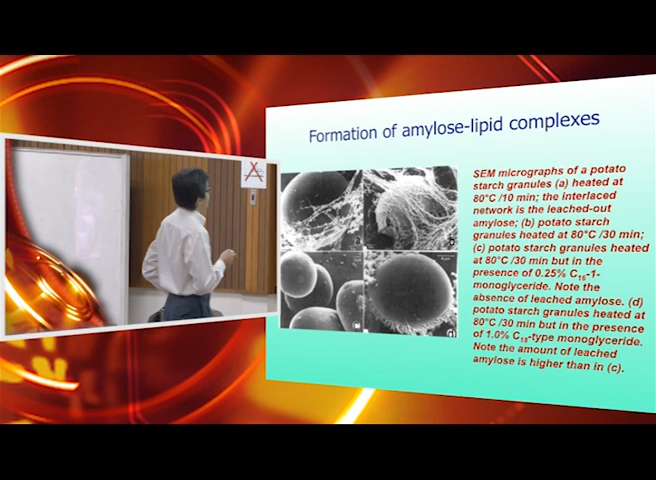 Formation of amylose-lipid complexes
SEM micrographs of a potato
starch granules (a) heated at
80°C /10 min; the interlaced
network is the leached-out
amylose; (b) potato starch
granules heated at 80°C /30 min;
(c) potato starch granules heated
at 80°C /30 min but in the
presence of 0.25% C₁₆-1-
monoglyceride. Note the
absence of leached amylose. (d)
potato starch granules heated at
80°C /30 min but in the presence
of 1.0% C₁₈-type monoglyceride.
Note the amount of leached
amylose is higher than in (c).